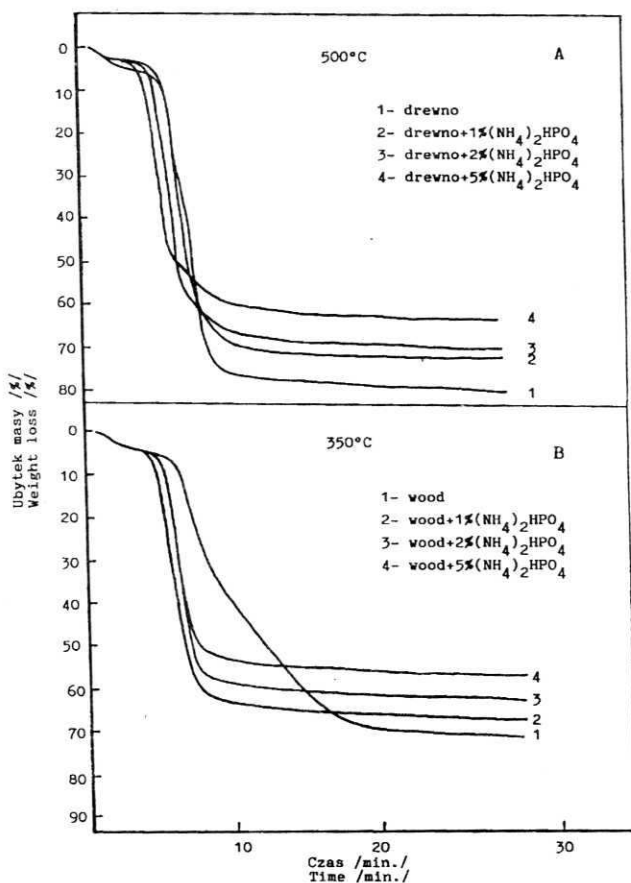 500°C
A
1- drewno
2- drewno+1%(NH4)2HPO4
3- drewno+2%(NH4)2HPO4
4- drewno+5%(NH4)2HPO4
0
10
20
30
40
50
60
70
80
4
3
2
1
Ubytek masy /%/
Weight loss /%/
350°C
B
1- wood
2- wood+1%(NH4)2HPO4
3- wood+2%(NH4)2HPO4
4- wood+5%(NH4)2HPO4
0
10
20
30
40
50
60
70
80
90
4
3
2
1
10
20
30
Czas /min./
Time /min./